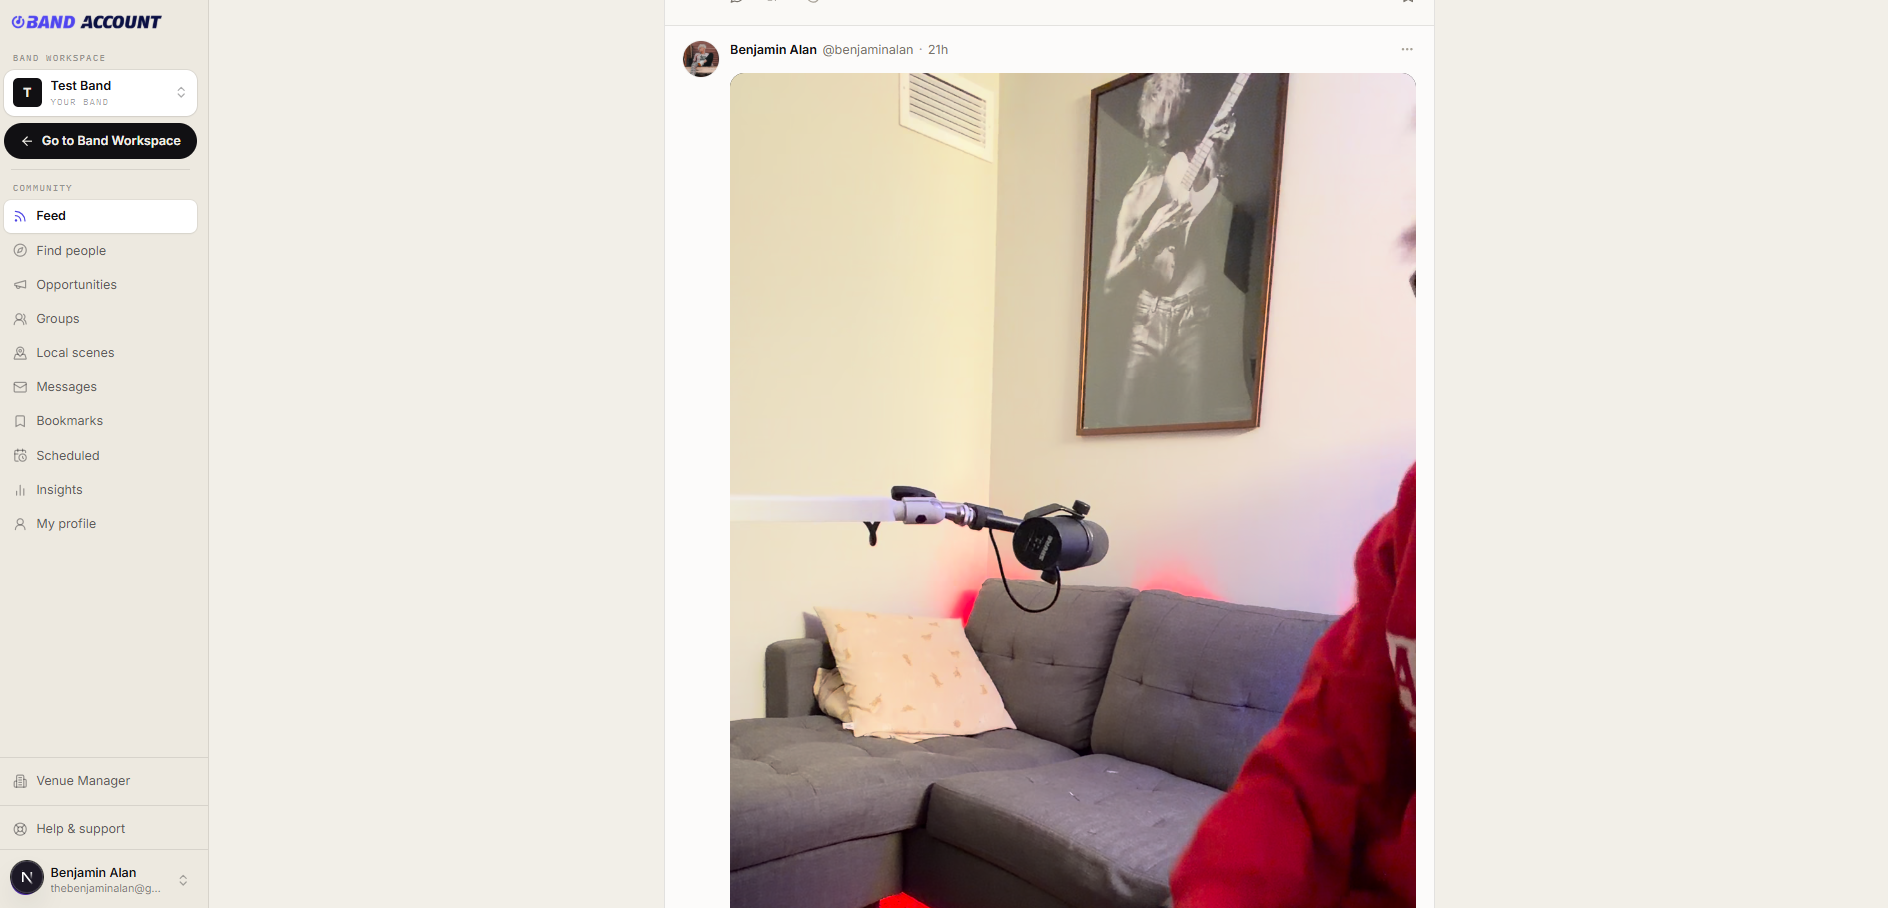 BAND ACCOUNT
BAND WORKSPACE
T
Test Band
YOUR BAND
Go to Band Workspace
COMMUNITY
Feed
Find people
Opportunities
Groups
Local scenes
Messages
Bookmarks
Scheduled
Insights
My profile
Venue Manager
Help & support
N
Benjamin Alan
thebenjaminalan@g...
Benjamin Alan @benjaminalan · 21h
A